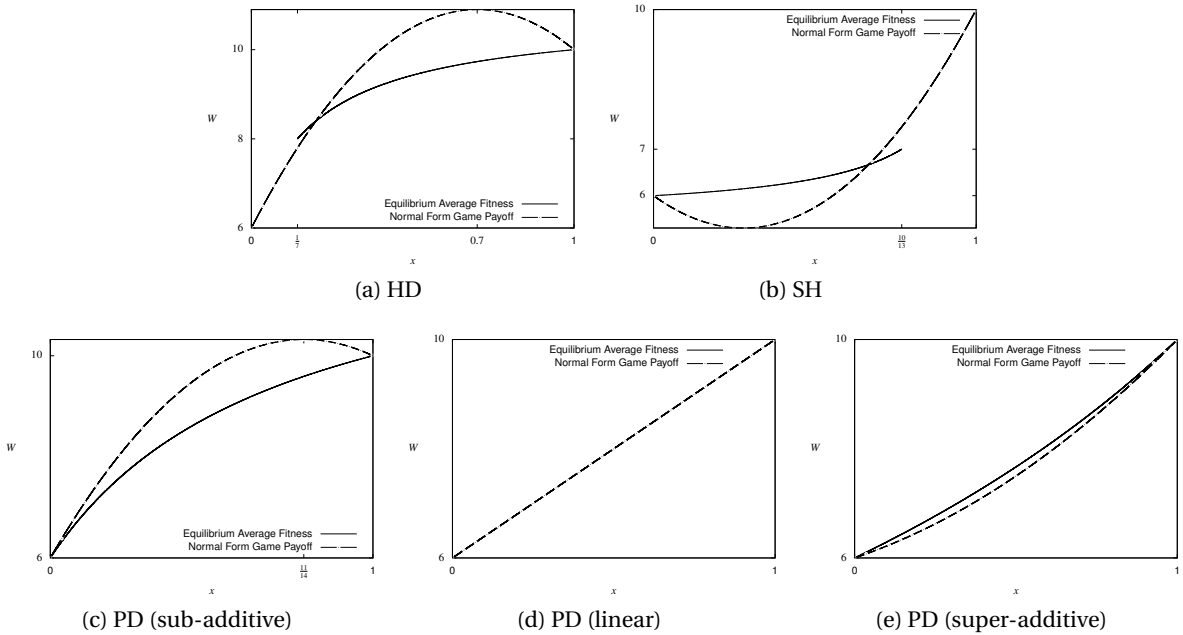 10
8
6
W
0
1/7
0.7
1
x
Equilibrium Average Fitness
Normal Form Game Payoff
(a) HD
10
7
6
W
0
10/13
1
x
Equilibrium Average Fitness
Normal Form Game Payoff
(b) SH
10
6
W
0
11/14
1
x
Equilibrium Average Fitness
Normal Form Game Payoff
(c) PD (sub-additive)
10
6
W
0
1
x
Equilibrium Average Fitness
Normal Form Game Payoff
(d) PD (linear)
10
6
W
0
1
x
Equilibrium Average Fitness
Normal Form Game Payoff
(e) PD (super-additive)